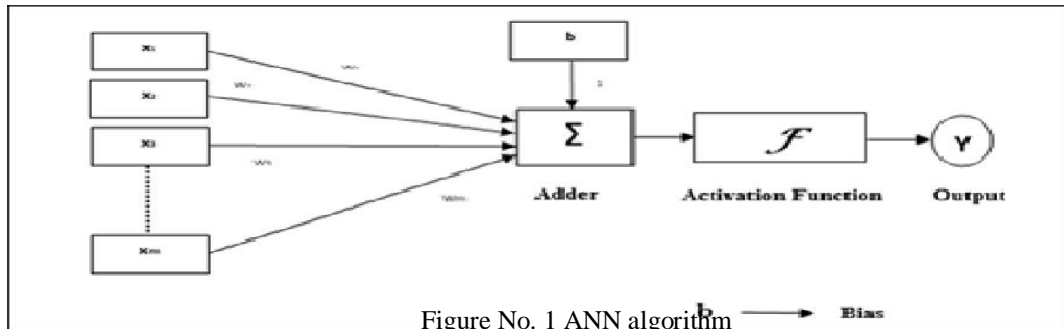 X₁
b
X₂
X₃
Σ
F
Y
Adder
Activation Function
Output
Xm
b
Bias
Figure No. 1 ANN algorithm